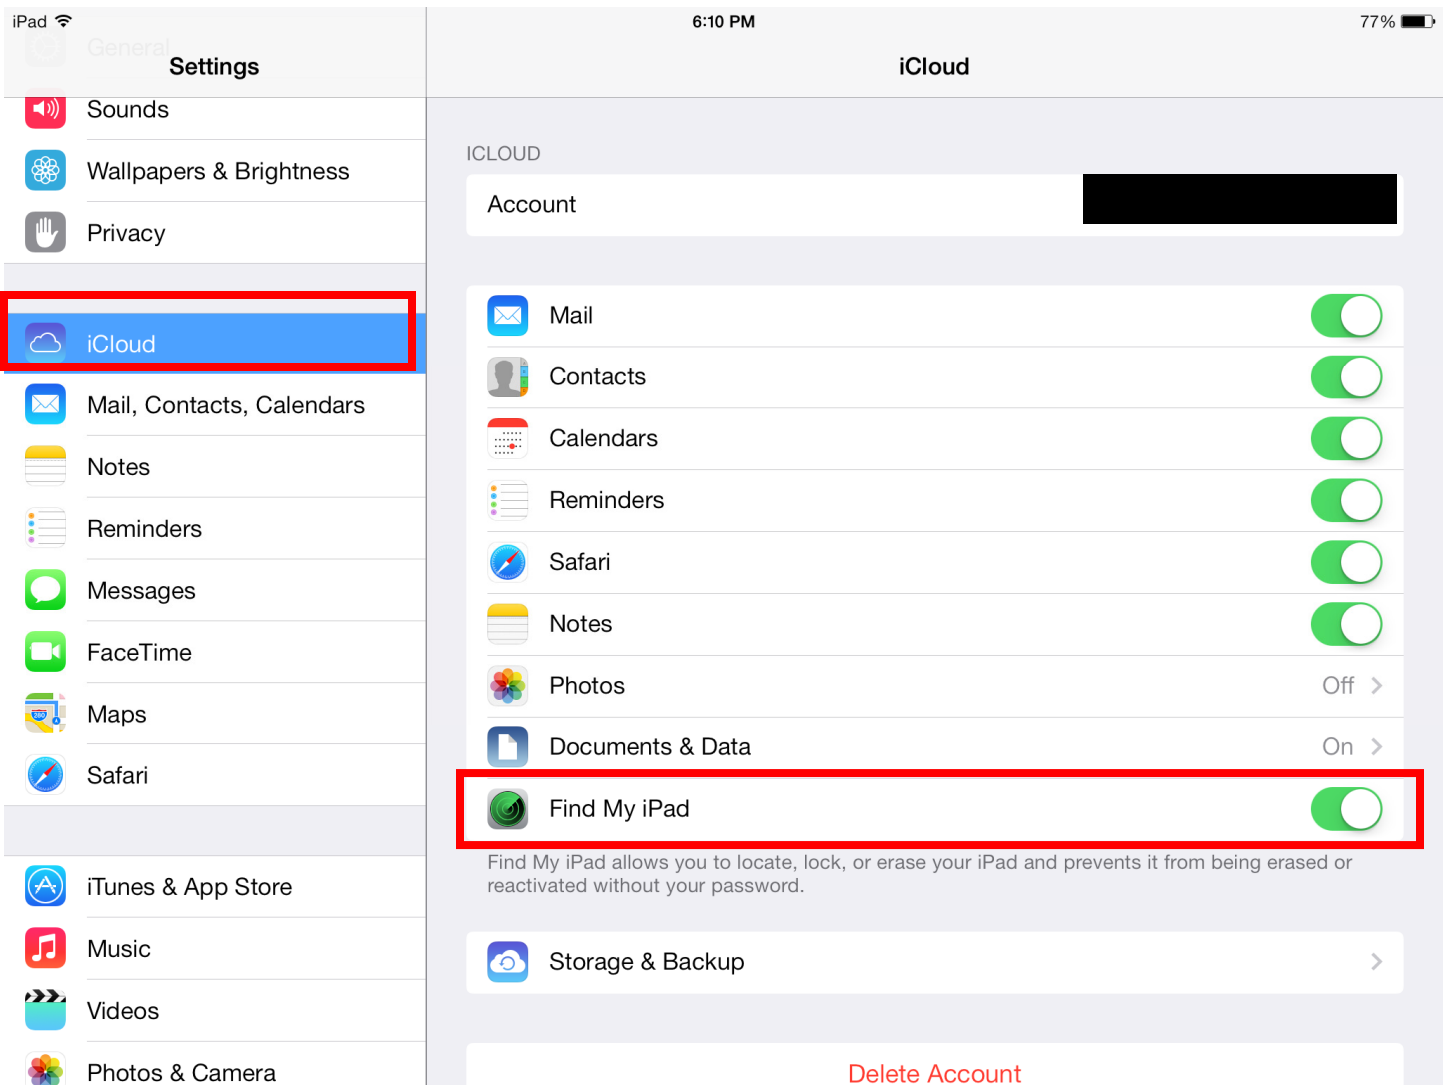 iPad
6:10 PM
77%
General
Settings
iCloud
Sounds
Wallpapers & Brightness
Privacy
iCloud
Mail, Contacts, Calendars
Notes
Reminders
Messages
FaceTime
Maps
Safari
iTunes & App Store
Music
Videos
Photos & Camera
ICLOUD
Account
Mail
Contacts
Calendars
Reminders
Safari
Notes
Photos Off
Documents & Data On
Find My iPad
Find My iPad allows you to locate, lock, or erase your iPad and prevents it from being erased or
reactivated without your password.
Storage & Backup
Delete Account